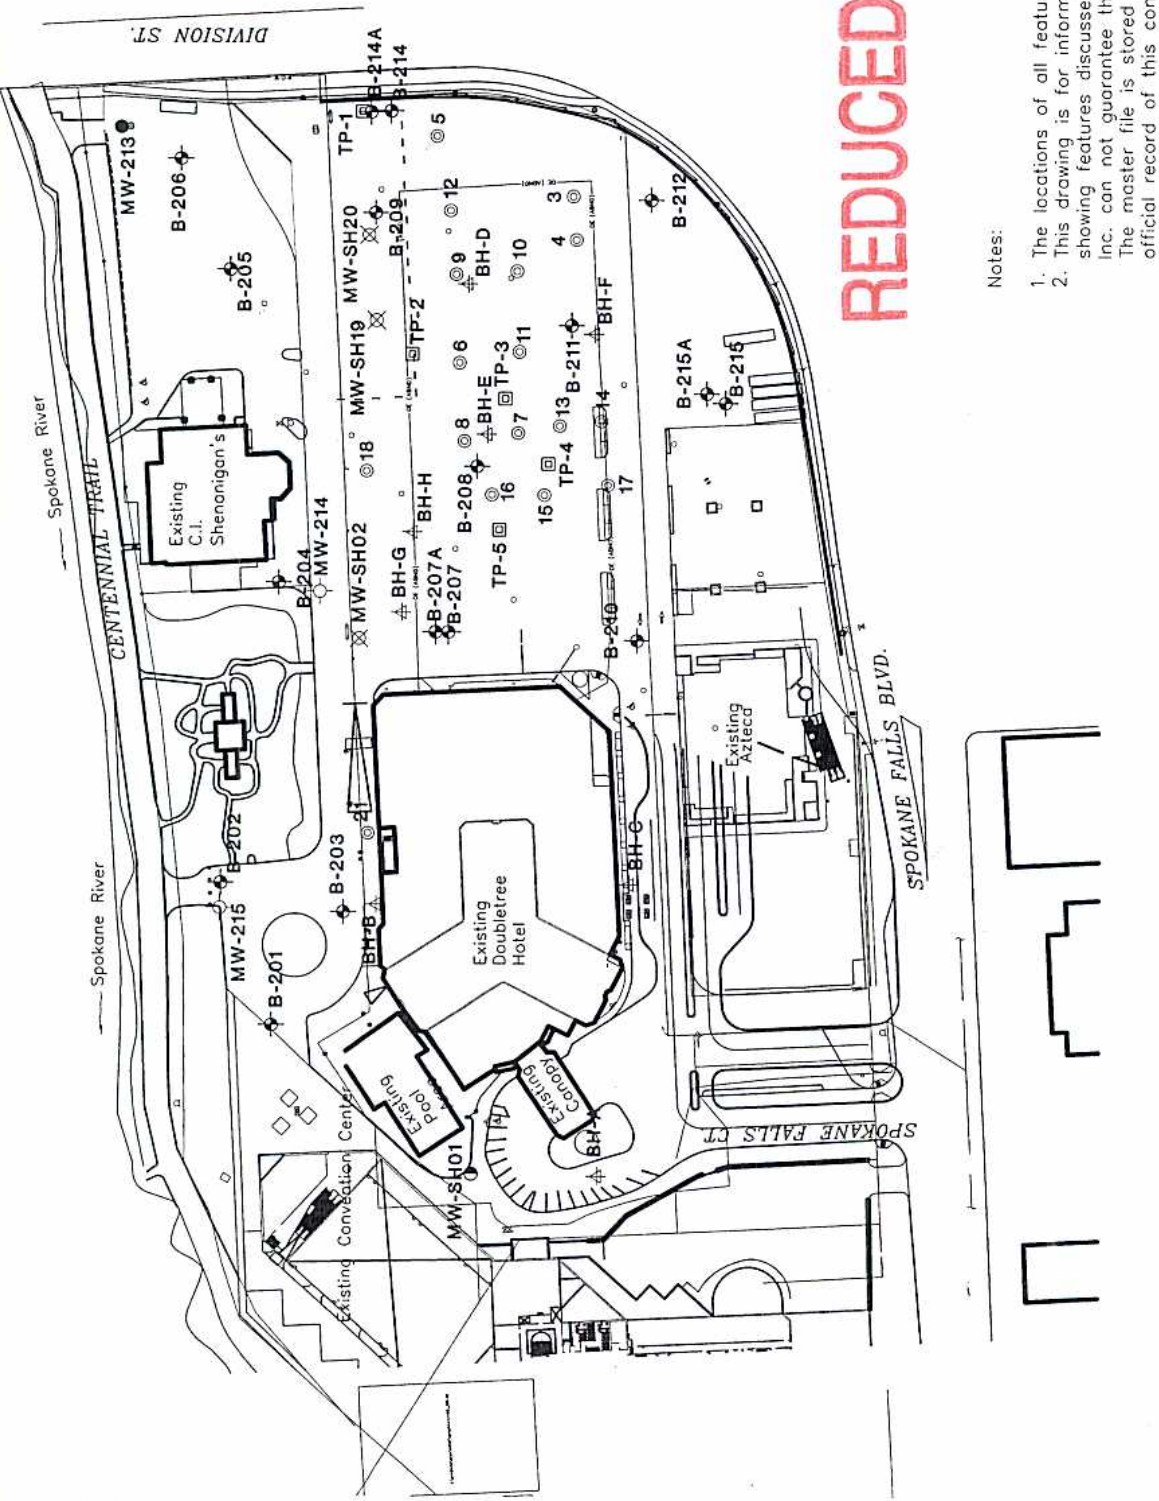 DIVISION ST.
Spokane River
CENTENNIAL TRAIL
Spokane River
MW-213
B-206
B-205
TP-1
B-214A
B-214
5
MW-SH20
B-209
12
3
4
B-212
9
BH-D
10
MW-SH19
TP-2
BH-F
6
11
B-211
TP-3
BH-E
8
7
13
14
B-215A
B-215
Existing
C.I.
Shenonigan's
18
BH-H
B-208
16
15
TP-4
17
TP-5
B-204
MW-214
MW-SH02
BH-G
B-207A
B-207
B-210
Existing
Azteca
SPOKANE FALLS BLVD.
B-202
MW-215
B-203
21
BH-B
B-201
Existing
Doubletree
Hotel
BH-C
Existing
Pool
Existing
Canopy
BH-A
MW-SH01
Existing Convention Center
SPOKANE FALLS CT.
REDUCED
Notes:
1. The locations of all featu
2. This drawing is for inform
showing features discusse
Inc. can not guarantee th
The master file is stored
official record of this con